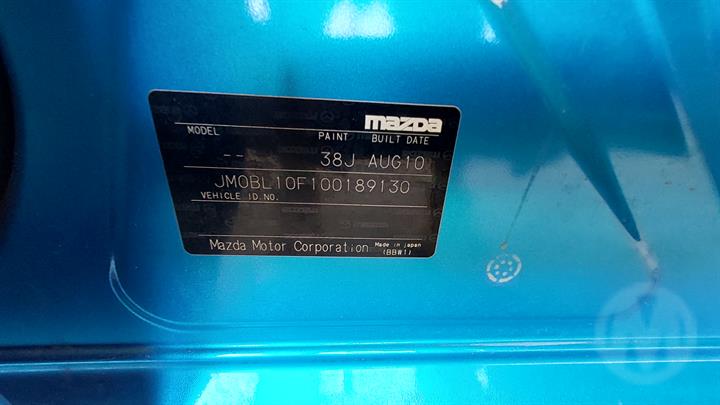 mazda
MODEL PAINT BUILT DATE
-- 38J AUG10
JM0BL10F100189130
VEHICLE ID.NO.
Mazda Motor Corporation Made in japan
(BBW1)